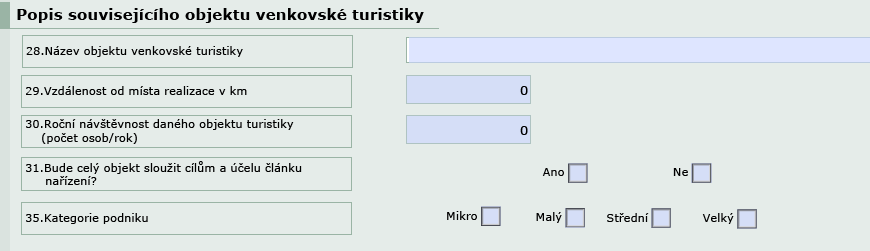 Popis souvisejícího objektu venkovské turistiky
28.Název objektu venkovské turistiky
29.Vzdálenost od místa realizace v km 0
30.Roční návštěvnost daného objektu turistiky
(počet osob/rok) 0
31.Bude celý objekt sloužit cílům a účelu článku
nařízení? Ano Ne
35.Kategorie podniku Mikro Malý Střední Velký